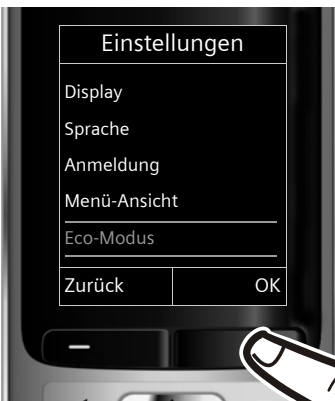 Einstellungen
Display
Sprache
Anmeldung
Menü-Ansicht
Eco-Modus
Zurück OK